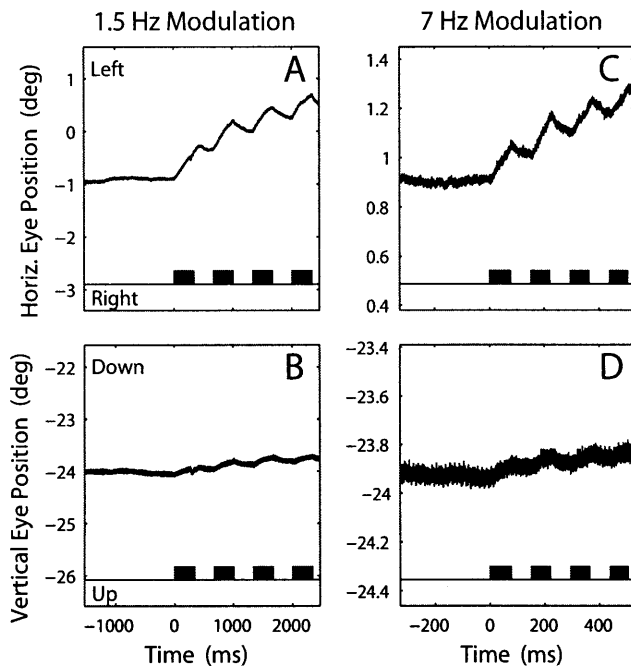 1.5 Hz Modulation
7 Hz Modulation
Horiz. Eye Position (deg)
Left
A
1
0
−1
−2
−3
Right
C
1.4
1.2
1
0.8
0.6
0.4
Vertical Eye Position (deg)
Down
B
−22
−23
−24
−25
−26
Up
−1000
0
1000
2000
Time (ms)
D
−23.4
−23.6
−23.8
−24
−24.2
−24.4
−200
0
200
400
Time (ms)